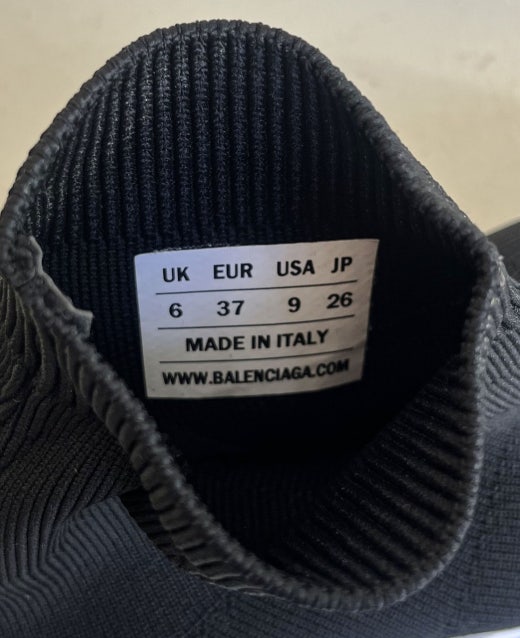 UK EUR USA JP
6 37 9 26
MADE IN ITALY
WWW.BALENCIAGA.COM